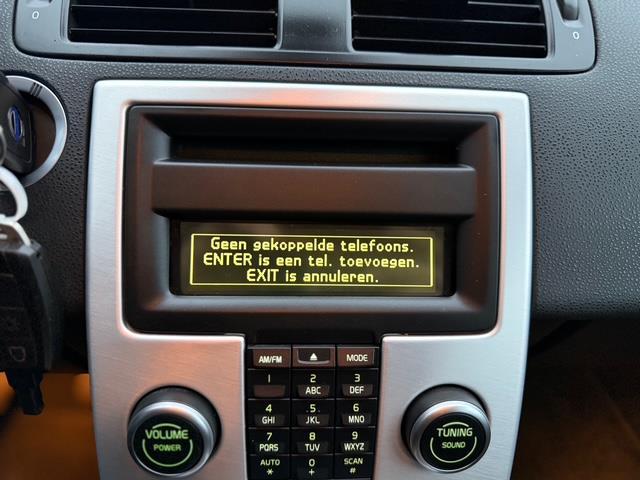 0
0
Geen gekoppelde telefoons.
ENTER is een tel. toevoegen.
EXIT is annuleren.
AM/FM
MODE
1
2
ABC
3
DEF
4
GHI
5
JKL
6
MNO
7
PQRS
8
TUV
9
WXYZ
AUTO
*
0
+
SCAN
#
VOLUME
POWER
TUNING
SOUND